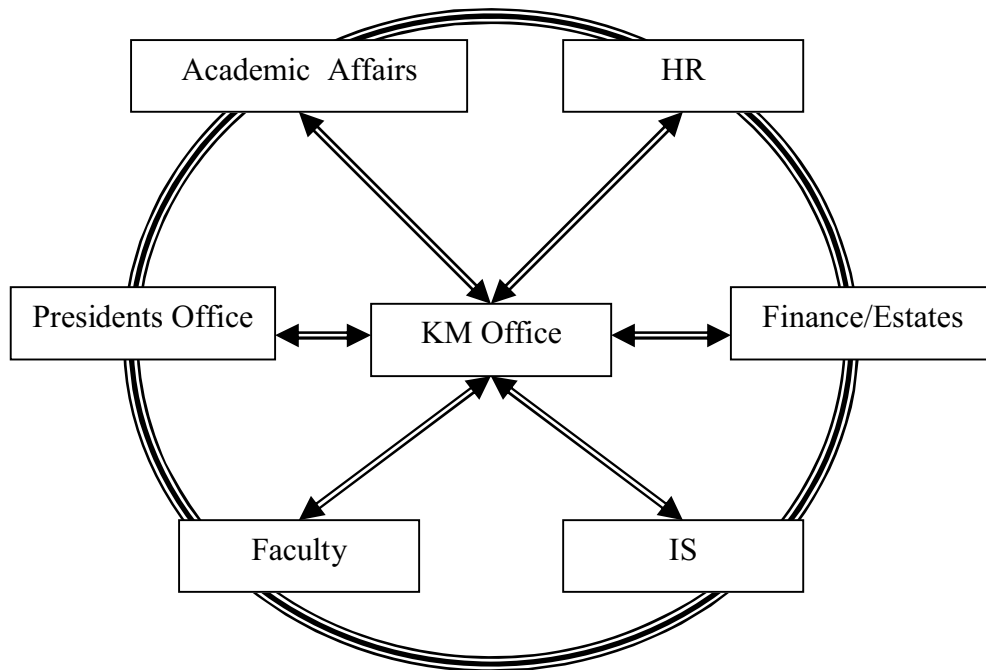 Academic Affairs
HR
Presidents Office
KM Office
Finance/Estates
Faculty
IS